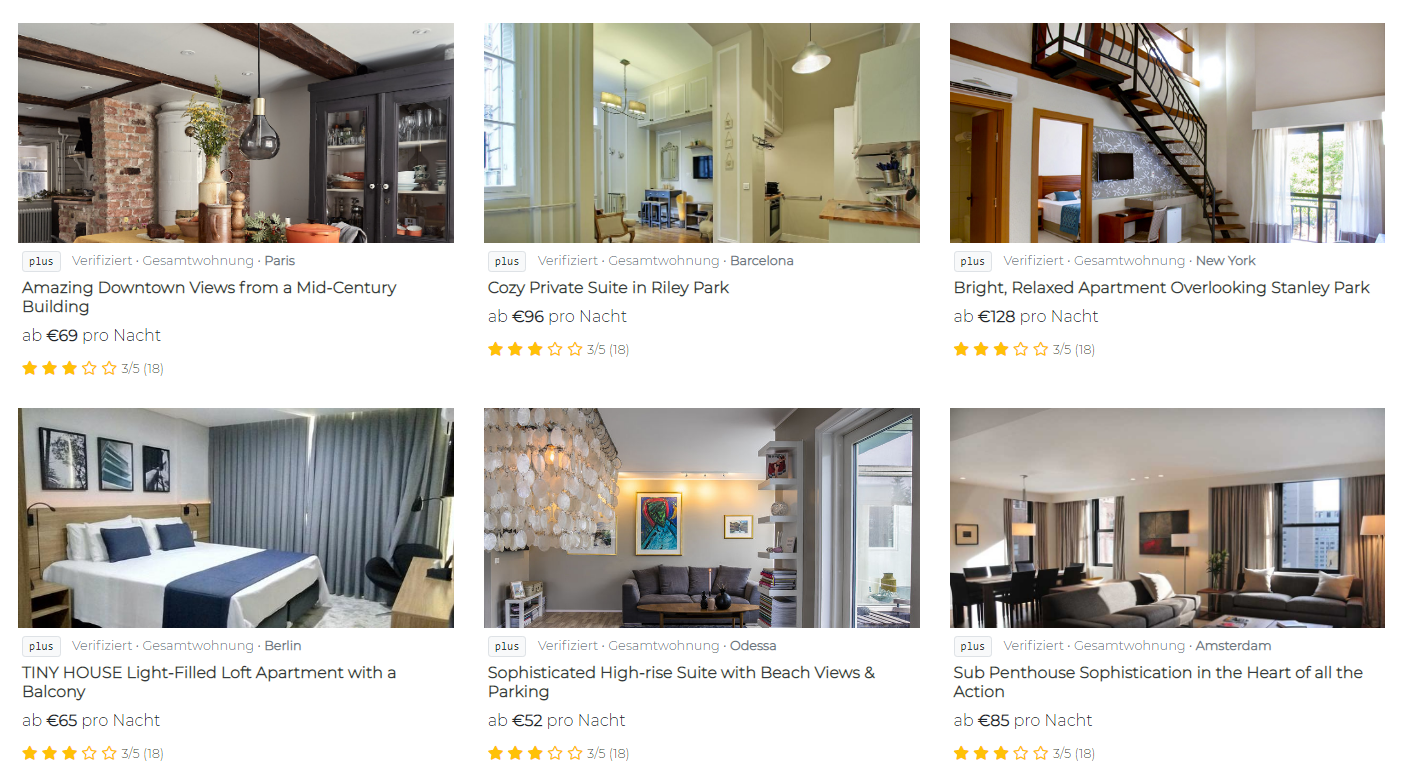 plus Verifiziert · Gesamtwohnung · Paris
Amazing Downtown Views from a Mid-Century
Building
ab €69 pro Nacht
3/5 (18)
plus Verifiziert · Gesamtwohnung · Barcelona
Cozy Private Suite in Riley Park
ab €96 pro Nacht
3/5 (18)
plus Verifiziert · Gesamtwohnung · New York
Bright, Relaxed Apartment Overlooking Stanley Park
ab €128 pro Nacht
3/5 (18)
plus Verifiziert · Gesamtwohnung · Berlin
TINY HOUSE Light-Filled Loft Apartment with a
Balcony
ab €65 pro Nacht
3/5 (18)
plus Verifiziert · Gesamtwohnung · Odessa
Sophisticated High-rise Suite with Beach Views &
Parking
ab €52 pro Nacht
3/5 (18)
plus Verifiziert · Gesamtwohnung · Amsterdam
Sub Penthouse Sophistication in the Heart of all the
Action
ab €85 pro Nacht
3/5 (18)